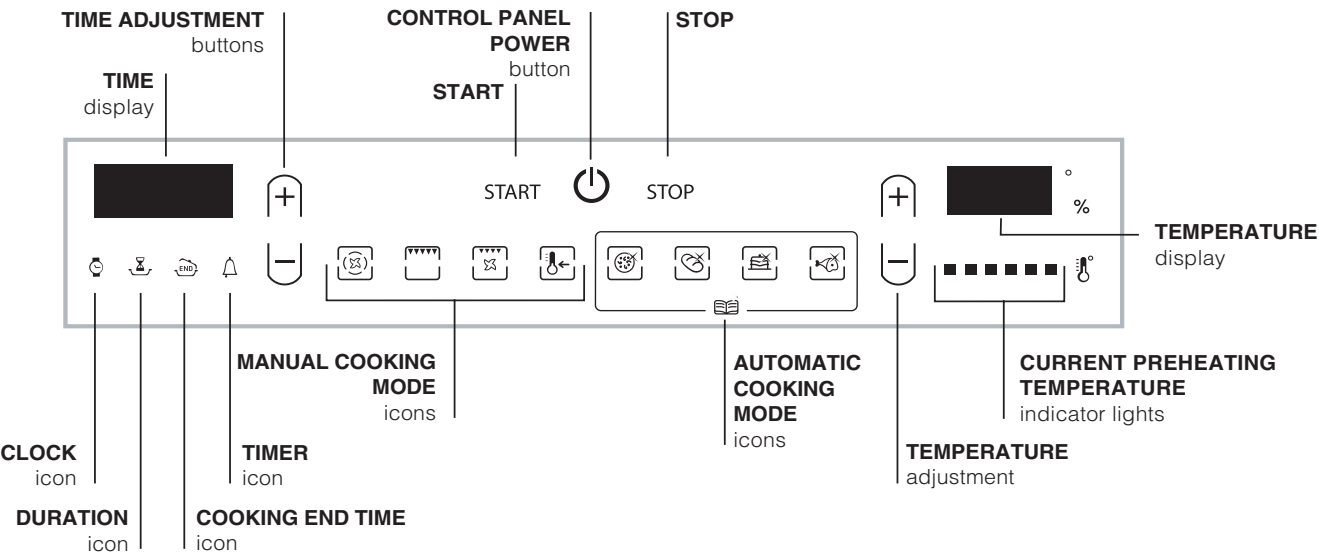 TIME ADJUSTMENT
buttons
CONTROL PANEL
POWER
button
STOP
TIME
display
START
START
STOP
°
%
END
°
TEMPERATURE
display
MANUAL COOKING
MODE
icons
AUTOMATIC
COOKING
MODE
icons
CURRENT PREHEATING
TEMPERATURE
indicator lights
CLOCK
icon
TIMER
icon
TEMPERATURE
adjustment
DURATION
icon
COOKING END TIME
icon